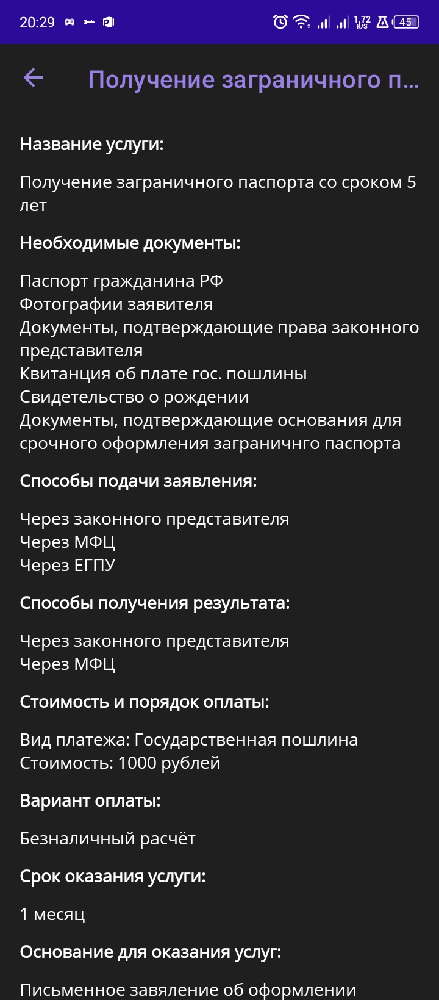 20:29
1,72
K/S
45
Получение заграничного п...
Название услуги:
Получение заграничного паспорта со сроком 5
лет
Необходимые документы:
Паспорт гражданина РФ
Фотографии заявителя
Документы, подтверждающие права законного
представителя
Квитанция об плате гос. пошлины
Свидетельство о рождении
Документы, подтверждающие основания для
срочного оформления заграничнго паспорта
Способы подачи заявления:
Через законного представителя
Через МФЦ
Через ЕГПУ
Способы получения результата:
Через законного представителя
Через МФЦ
Стоимость и порядок оплаты:
Вид платежа: Государственная пошлина
Стоимость: 1000 рублей
Вариант оплаты:
Безналичный расчёт
Срок оказания услуги:
1 месяц
Основание для оказания услуг:
Письменное завяление об оформлении